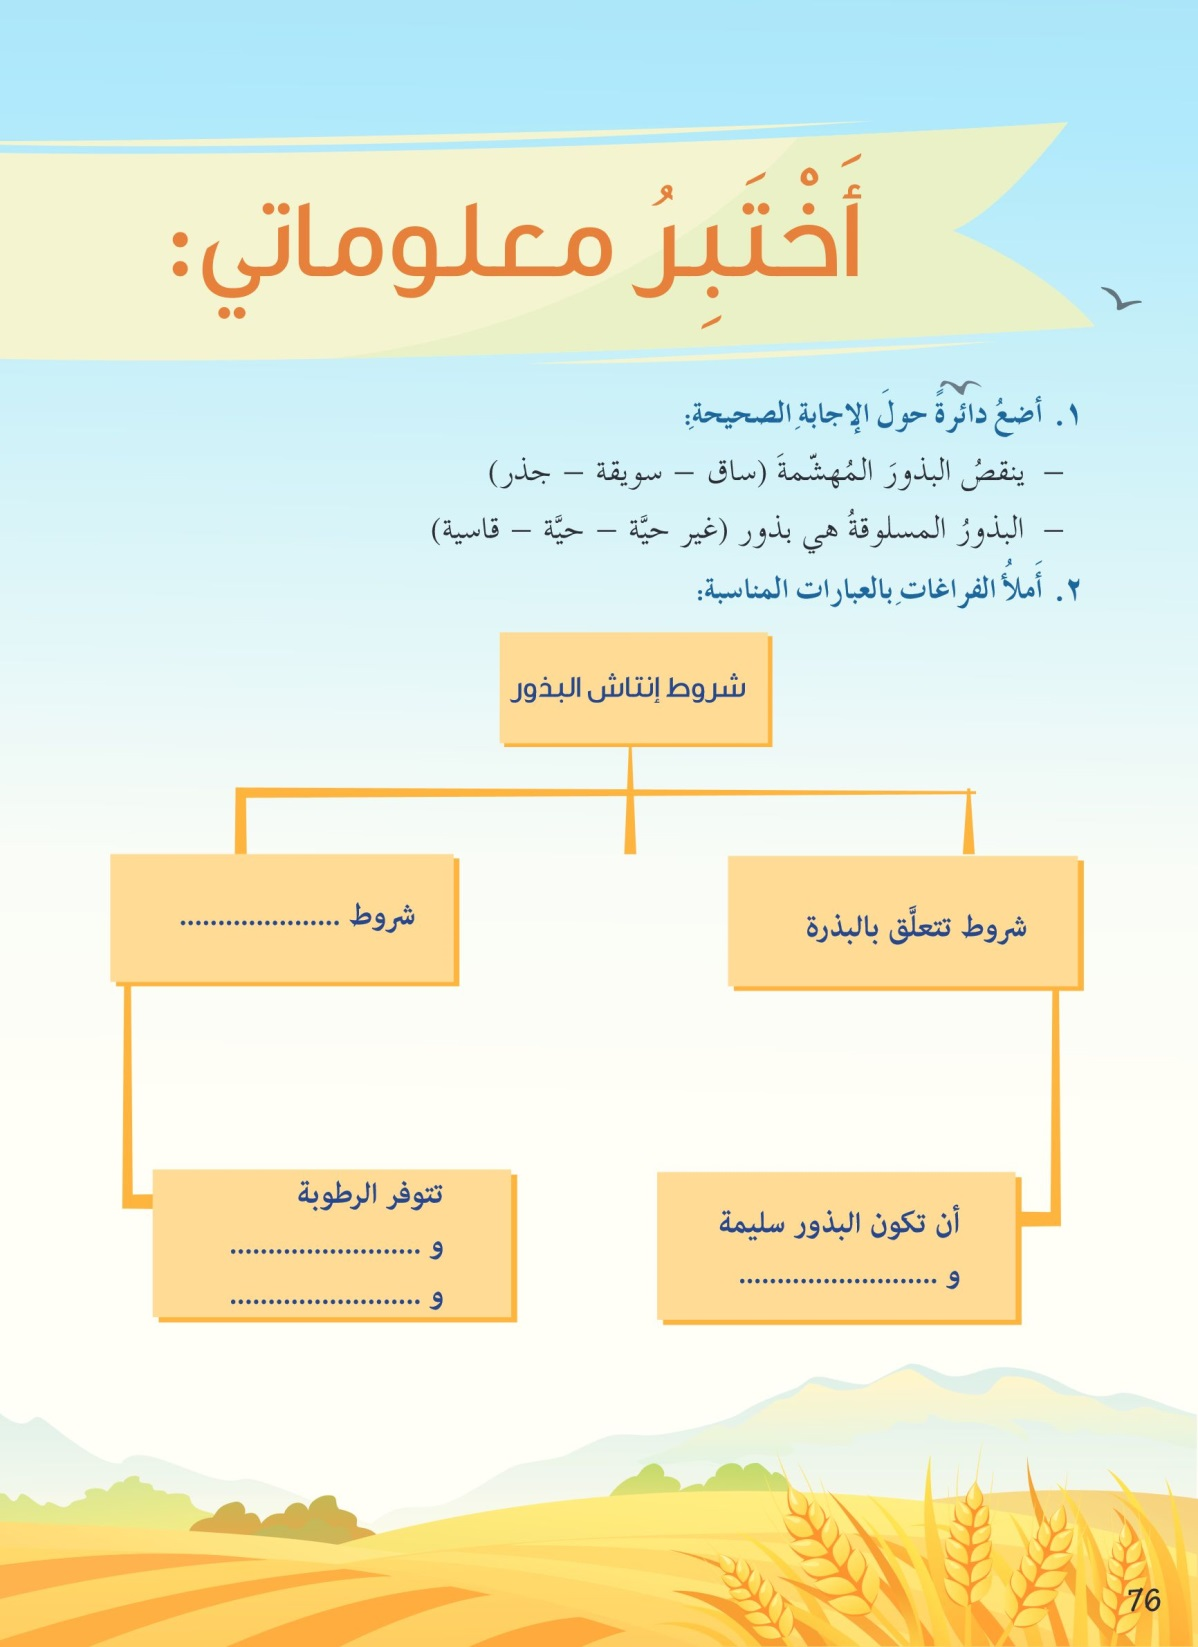 أَخْتَبِرُ معلوماتي:
١. أضعُ دائرةً حولَ الإجابةِ الصحيحةِ:
– ينقصُ البذورَ المُهشّمةَ (ساق – سويقة – جذر)
– البذورُ المسلوقةُ هي بذور (غير حيَّة – حيَّة – قاسية)
٢. أَملأُ الفراغاتِ بالعبارات المناسبة:
شروط إنتاش البذور
شروط تتعلَّق بالبذرة
شروط .....................
أن تكون البذور سليمة
و ..........................
تتوفر الرطوبة
و .........................
و .........................
76